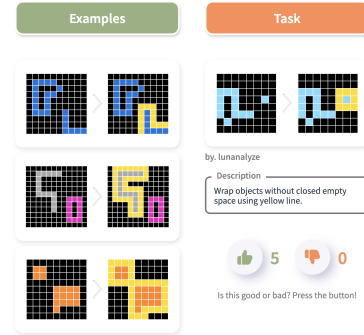 Examples
Task
by. lunanalyze
Description
Wrap objects without closed empty
space using yellow line.
5
0
Is this good or bad? Press the button!